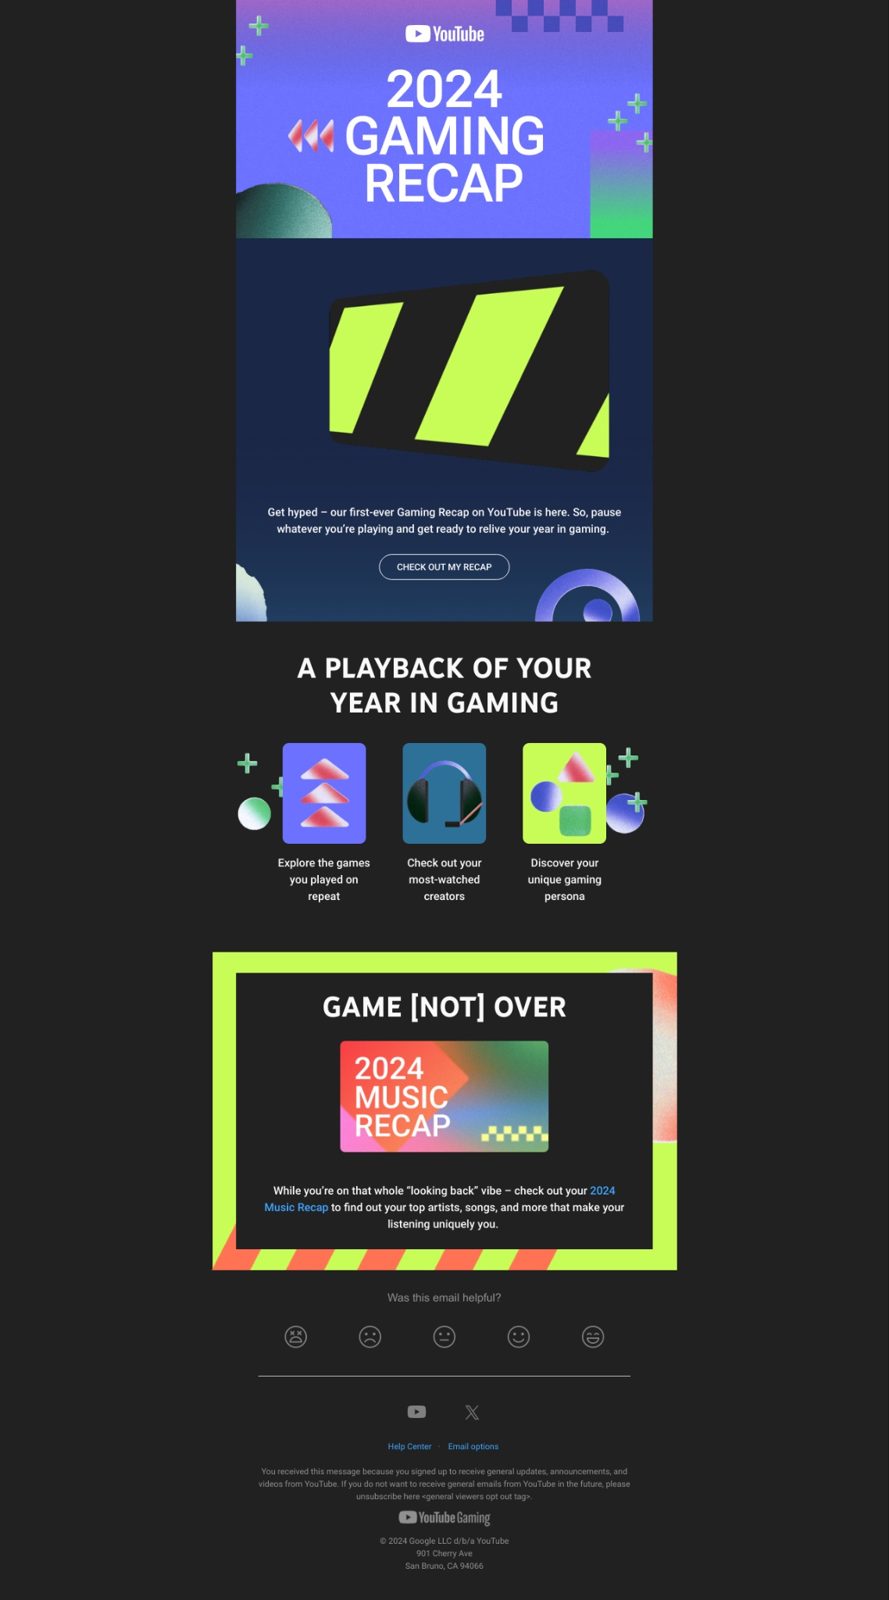 YouTube
2024
GAMING
RECAP
Get hyped – our first-ever Gaming Recap on YouTube is here. So, pause
whatever you're playing and get ready to relive your year in gaming.
CHECK OUT MY RECAP
A PLAYBACK OF YOUR
YEAR IN GAMING
Explore the games
you played on
repeat
Check out your
most-watched
creators
Discover your
unique gaming
persona
GAME [NOT] OVER
2024
MUSIC
RECAP
While you're on that whole “looking back” vibe – check out your 2024
Music Recap to find out your top artists, songs, and more that make your
listening uniquely you.
Was this email helpful?
Help Center · Email options
You received this message because you signed up to receive general updates, announcements, and
videos from YouTube. If you do not want to receive general emails from YouTube in the future, please
unsubscribe here <general viewers opt out tag>.
YouTube Gaming
© 2024 Google LLC d/b/a YouTube
901 Cherry Ave
San Bruno, CA 94066